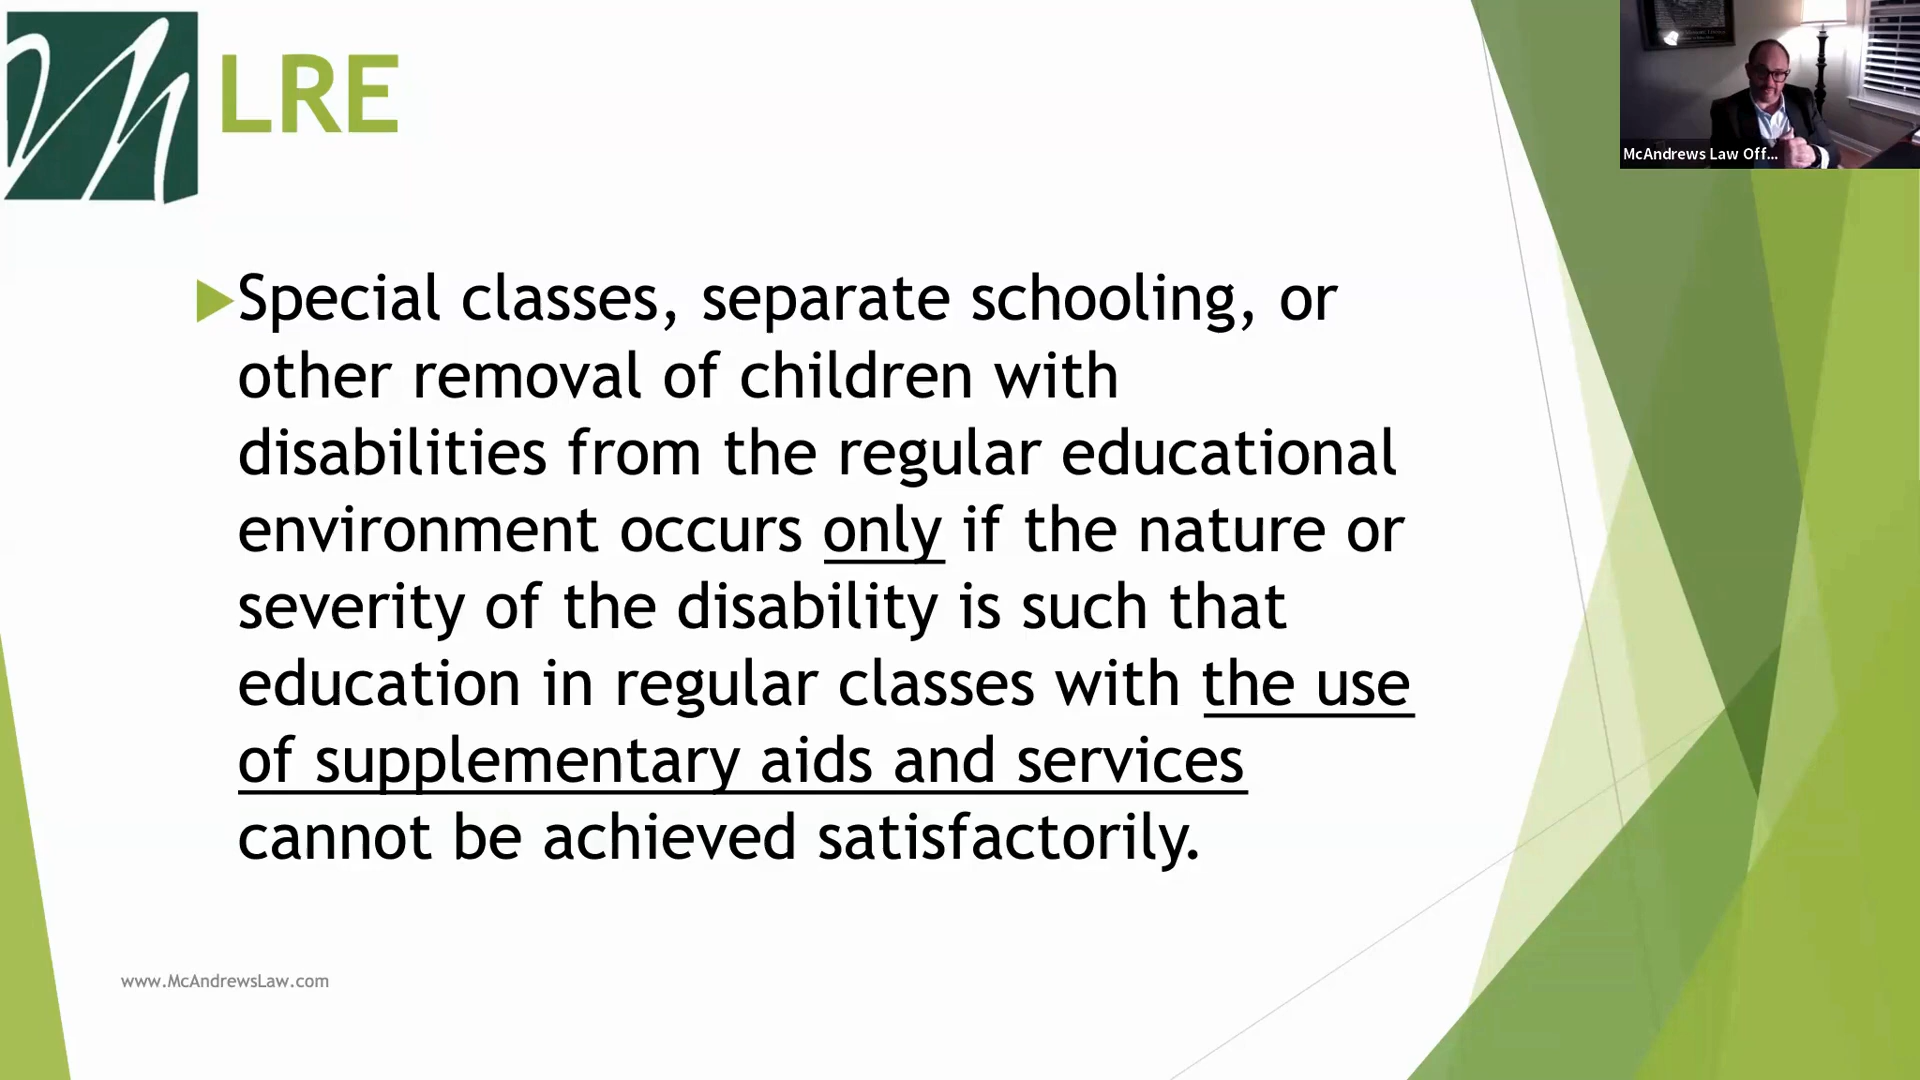 LRE
McAndrews Law Off...
Special classes, separate schooling, or
other removal of children with
disabilities from the regular educational
environment occurs only if the nature or
severity of the disability is such that
education in regular classes with the use
of supplementary aids and services
cannot be achieved satisfactorily.
www.McAndrewsLaw.com